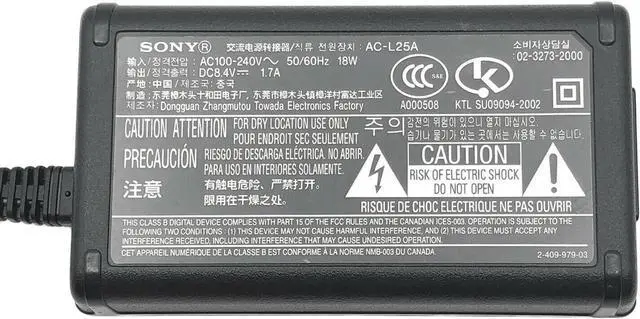 SONY® 交流电源转接器/직류 전원장치: AC-L25A
소비자상담실: 02-3273-2000
输入/정격입력: AC100-240V~ 50/60Hz 18W
输出/정격출력: DC8.4V⎓ 1.7A
产地: 中国/제조국: 중국
制造: 东莞樟木头十和田电子厂, 东莞市樟木头镇樟洋村富达工业区
제조자: Dongguan Zhangmutou Towada Electronics Factory
CCC
A000508
KTL SU09094-2002
CAUTION ATTENTION FOR DRY LOCATION USE ONLY
POUR ENDROIT SEC SEULEMENT
PRECAUCIÓN RIESGO DE DESCARGA ELÉCTRICA. NO ABRIR.
PARA USO EN INTERIORES SOLAMENTE.
注意 有触电危险、严禁打开.
限用在干燥之处.
주의 감전의 위험이 있으니 열지 마십시오.
습기나 물기가 있는 곳에서는 사용할 수 없습니다.
CAUTION
RISK OF ELECTRIC SHOCK
DO NOT OPEN
RISQUE DE CHOC ELECTRIQUE NE PAS OUVRIR
THIS CLASS B DIGITAL DEVICE COMPLIES WITH PART 15 OF THE FCC RULES AND THE CANADIAN ICES-003. OPERATION IS SUBJECT TO THE
FOLLOWING TWO CONDITIONS : (1) THIS DEVICE MAY NOT CAUSE HARMFUL INTERFERENCE, AND (2) THIS DEVICE MUST ACCEPT ANY
INTERFERENCE RECEIVED, INCLUDING INTERFERENCE THAT MAY CAUSE UNDESIRED OPERATION.
CET APPAREIL NUMERIQUE DE LA CLASSE B EST CONFORME À LA NORME NMB-003 DU CANADA.
2-409-979-03